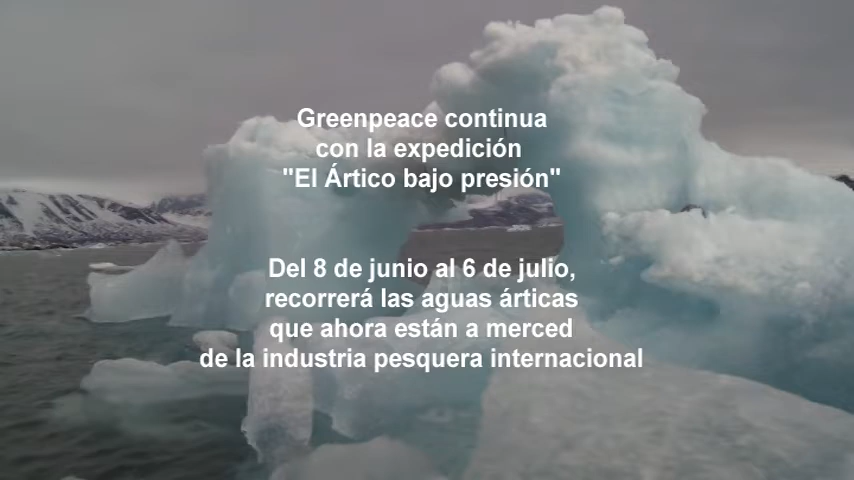 Greenpeace continua
con la expedición
"El Ártico bajo presión"
Del 8 de junio al 6 de julio,
recorrerá las aguas árticas
que ahora están a merced
de la industria pesquera internacional